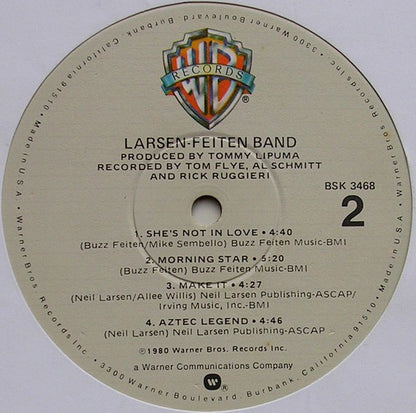 3300 Warner Boulevard, Burbank, California 91510 • Made in U.S.A. • Warner Bros. Records Inc. • 3300 Warner Boulevard, Burbank, California 91510 • Made in U.S.A. • Warner Bros. Records Inc. •
WB
RECORDS
®
LARSEN-FEITEN BAND
PRODUCED BY TOMMY LIPUMA
RECORDED BY TOM FLYE, AL SCHMITT
AND RICK RUGGIERI
BSK 3468
2
1. SHE'S NOT IN LOVE • 4:40
(Buzz Feiten/Mike Sembello) Buzz Feiten Music-BMI
2. MORNING STAR • 5:20
(Buzz Feiten) Buzz Feiten Music-BMI
3. MAKE IT • 4:27
(Neil Larsen/Allee Willis) Neil Larsen Publishing-ASCAP/
Irving Music, Inc.-BMI
4. AZTEC LEGEND • 4:46
(Neil Larsen) Neil Larsen Publishing-ASCAP
℗1980 Warner Bros. Records Inc.
a Warner Communications Company
W
®